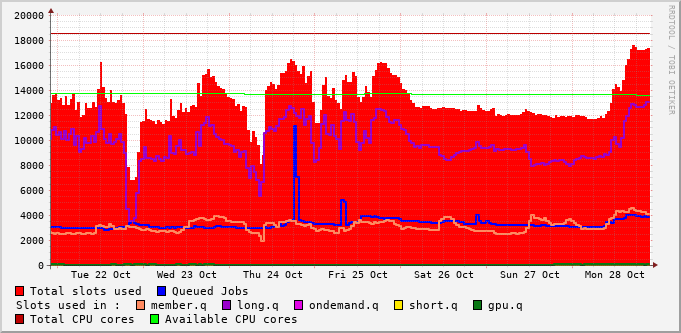 RRDTOOL / TOBI OETIKER
20000
18000
16000
14000
12000
10000
8000
6000
4000
2000
0
Tue 22 Oct Wed 23 Oct Thu 24 Oct Fri 25 Oct Sat 26 Oct Sun 27 Oct Mon 28 Oct
Total slots used Queued Jobs
Slots used in : member.q long.q ondemand.q short.q gpu.q
Total CPU cores Available CPU cores